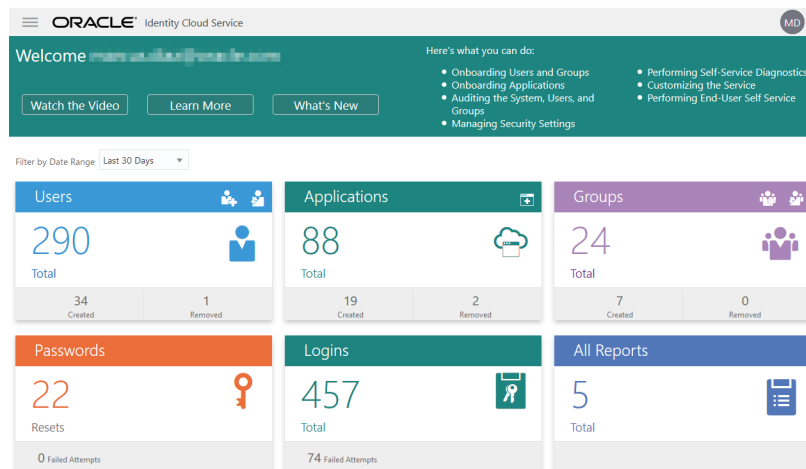 ORACLE® Identity Cloud Service
MD
Welcome
Watch the Video
Learn More
What's New
Here's what you can do:
Onboarding Users and Groups
Onboarding Applications
Auditing the System, Users, and
Groups
Managing Security Settings
Performing Self-Service Diagnostics
Customizing the Service
Performing End-User Self Service
Filter by Date Range Last 30 Days
Users
290
Total
34
Created
1
Removed
Applications
88
Total
19
Created
2
Removed
Groups
24
Total
7
Created
0
Removed
Passwords
22
Resets
0 Failed Attempts
Logins
457
Total
74 Failed Attempts
All Reports
5
Total